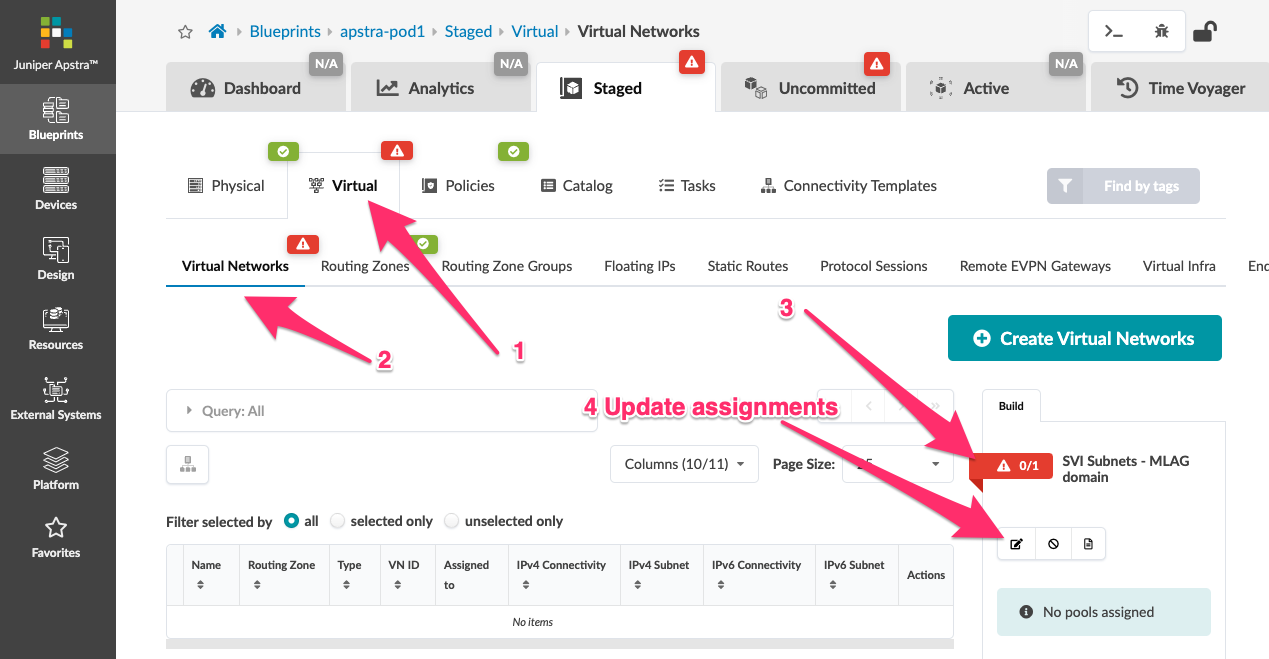 Juniper Apstra™
Blueprints
Devices
Design
Resources
External Systems
Platform
Favorites
Blueprints
apstra-pod1
Staged
Virtual
Virtual Networks
N/A
N/A
N/A
Dashboard
Analytics
Staged
Uncommitted
Active
Time Voyager
Physical
Virtual
Policies
Catalog
Tasks
Connectivity Templates
Find by tags
Virtual Networks
Routing Zones
Routing Zone Groups
Floating IPs
Static Routes
Protocol Sessions
Remote EVPN Gateways
Virtual Infra
3
1
2
Create Virtual Networks
Query: All
4 Update assignments
Build
Columns (10/11)
Page Size:
0/1
SVI Subnets - MLAG
domain
Filter selected by
all
selected only
unselected only
Name
Routing Zone
Type
VN ID
Assigned
to
IPv4 Connectivity
IPv4 Subnet
IPv6 Connectivity
IPv6 Subnet
Actions
No items
No pools assigned